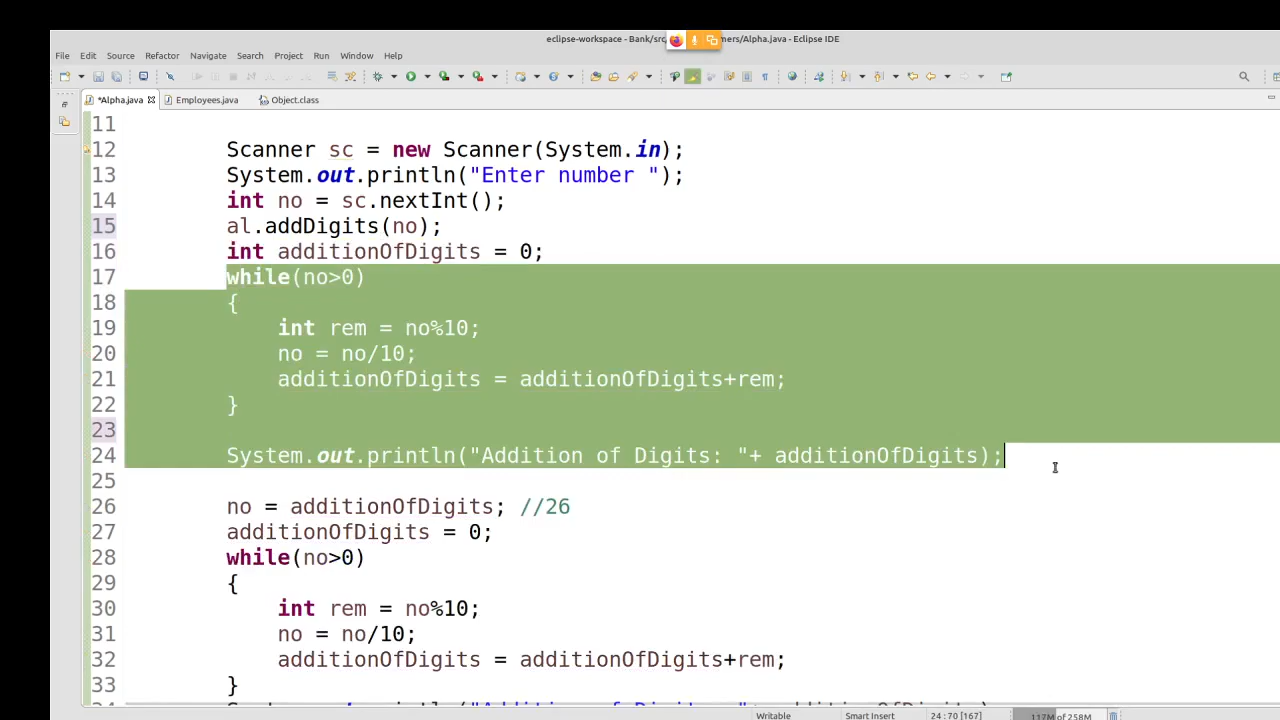 eclipse-workspace - Bank/src
mers/Alpha.java - Eclipse IDE
File Edit Source Refactor Navigate Search Project Run Window Help
*Alpha.java Employees.java Object.class
11
12 Scanner sc = new Scanner(System.in);
13 System.out.println("Enter number ");
14 int no = sc.nextInt();
15 al.addDigits(no);
16 int additionOfDigits = 0;
17 while(no>0)
18 {
19 int rem = no%10;
20 no = no/10;
21 additionOfDigits = additionOfDigits+rem;
22 }
23
24 System.out.println("Addition of Digits: "+ additionOfDigits);
25
26 no = additionOfDigits; //26
27 additionOfDigits = 0;
28 while(no>0)
29 {
30 int rem = no%10;
31 no = no/10;
32 additionOfDigits = additionOfDigits+rem;
33 }
Writable Smart Insert 24 : 70 [167] 117M of 258M